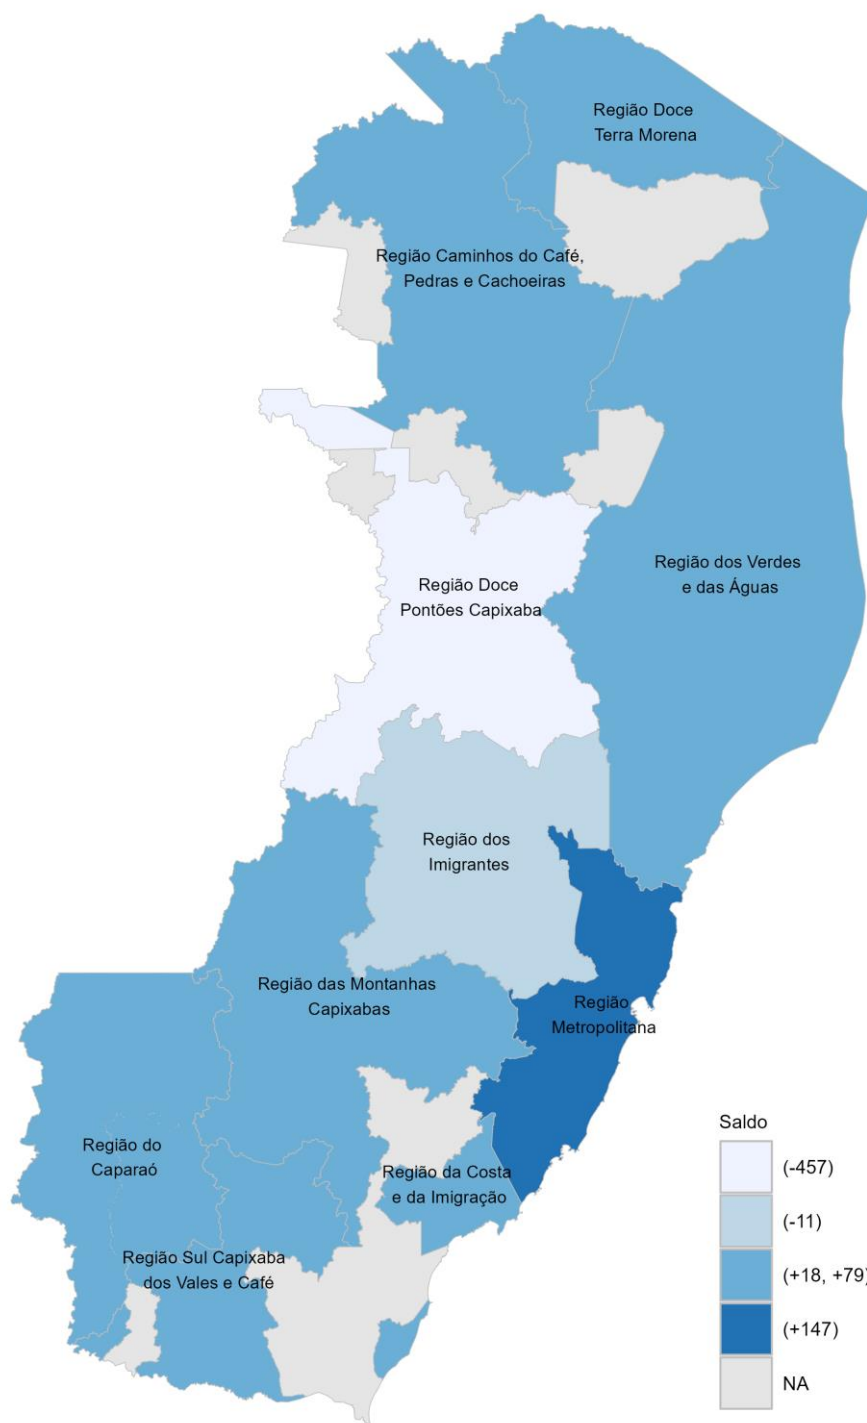 Região Doce
Terra Morena
Região Caminhos do Café,
Pedras e Cachoeiras
Região dos Verdes
e das Águas
Região Doce
Pontões Capixaba
Região dos
Imigrantes
Região das Montanhas
Capixabas
Região
Metropolitana
Região do
Caparaó
Região da Costa
e da Imigração
Região Sul Capixaba
dos Vales e Café
Saldo
(-457)
(-11)
(+18, +79)
(+147)
NA